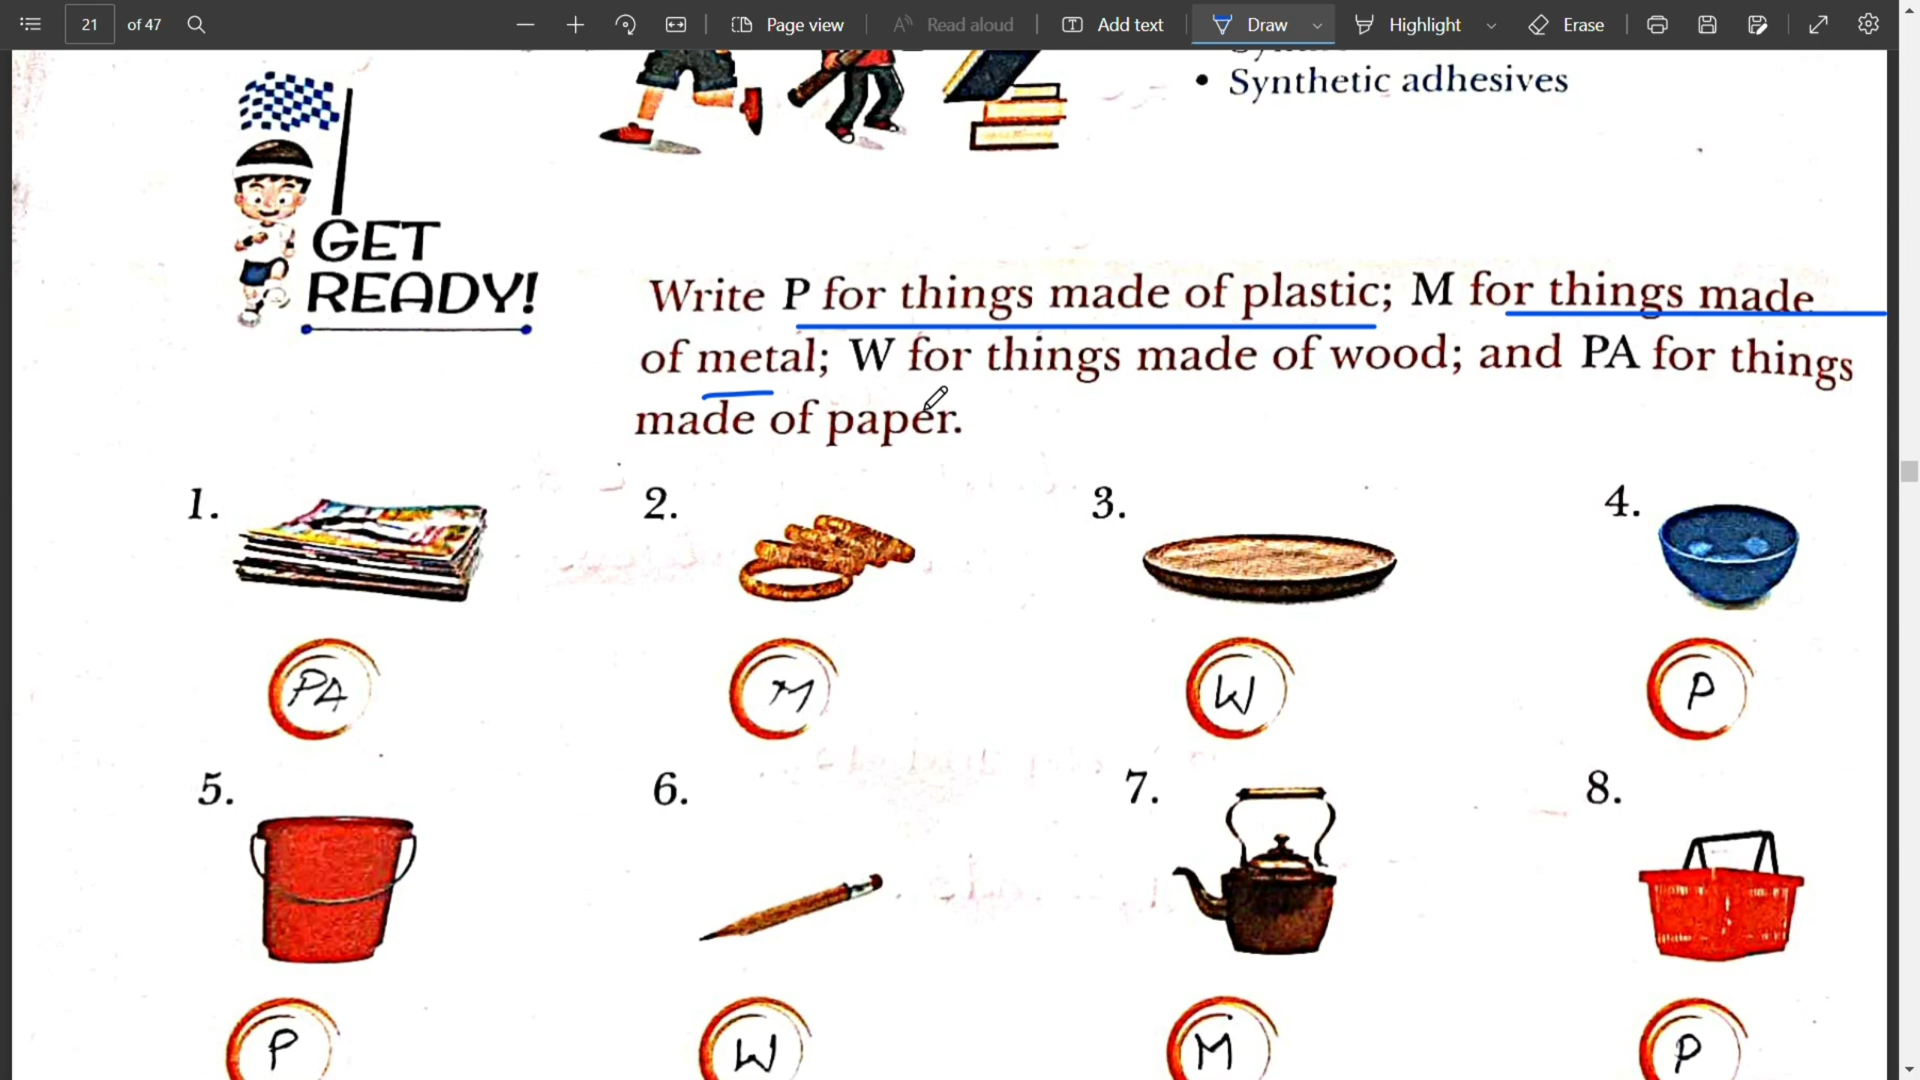 21 of 47 Page view Read aloud Add text Draw Highlight Erase
• Synthetic adhesives
GET
READY!
Write P for things made of plastic; M for things made
of metal; W for things made of wood; and PA for things
made of paper.
1. 2. 3. 4.
PA M W P
5. 6. 7. 8.
P W M P